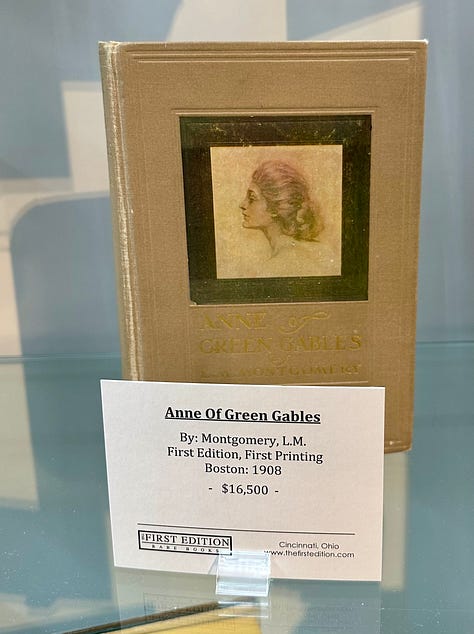 ANNE of
GREEN GABLES
L. M. MONTGOMERY
Anne Of Green Gables
By: Montgomery, L.M.
First Edition, First Printing
Boston: 1908
- $16,500 -
THE FIRST EDITION
RARE BOOKS
Cincinnati, Ohio
www.thefirstedition.com